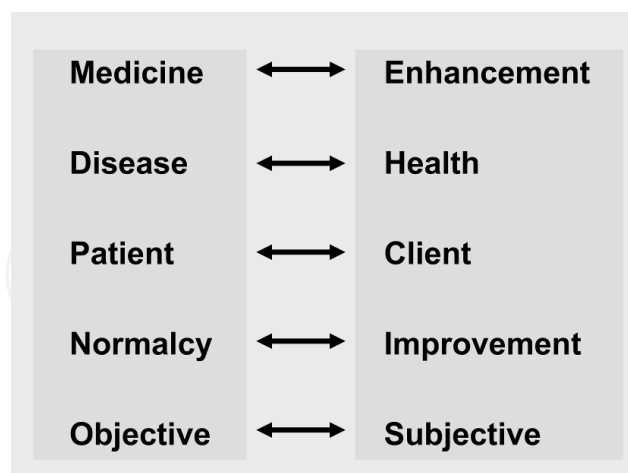 Medicine Enhancement
Disease Health
Patient Client
Normalcy Improvement
Objective Subjective